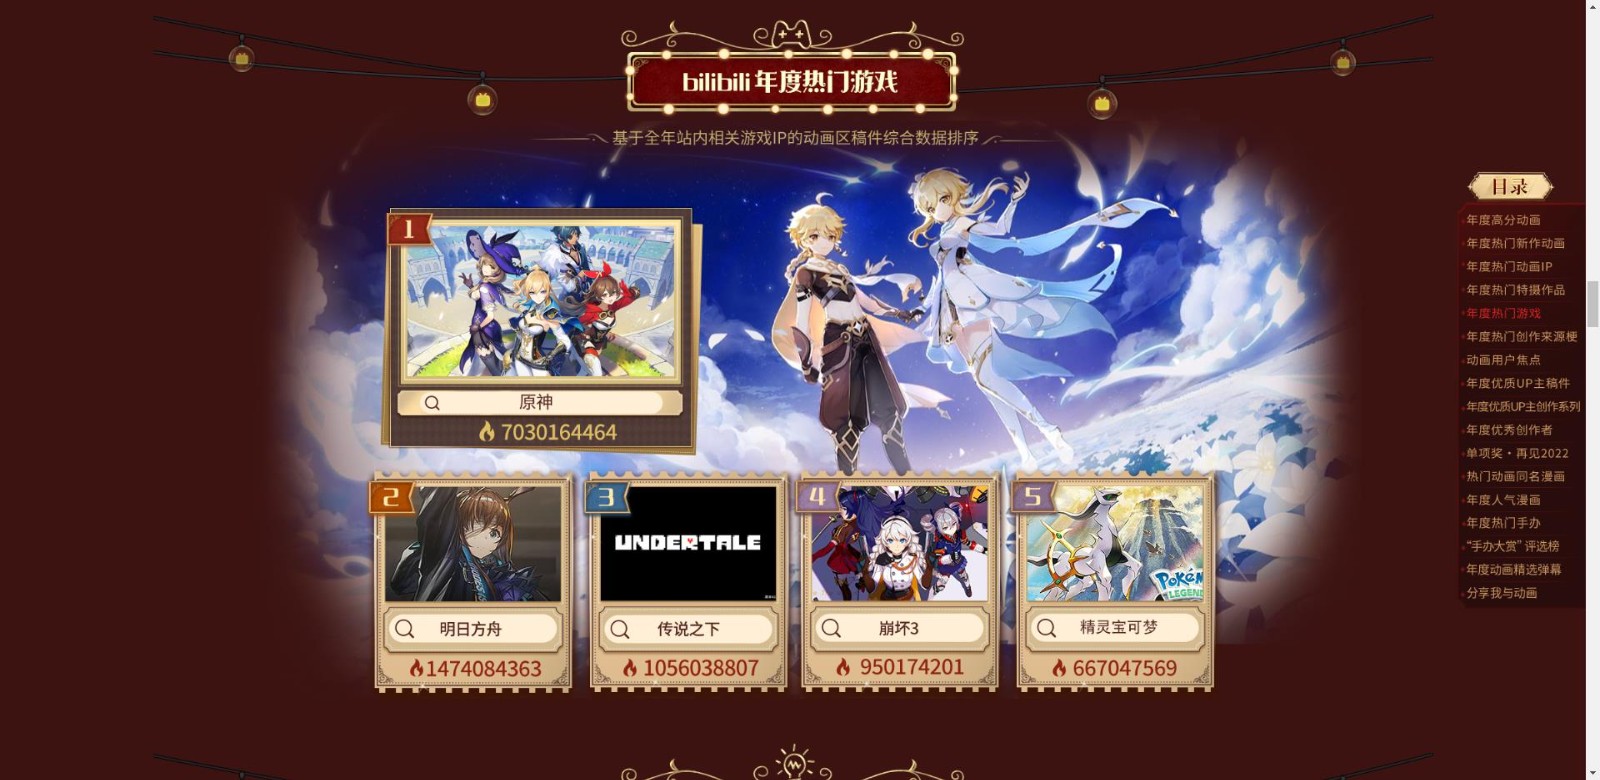 bilibili 年度热门游戏
基于全年站内相关游戏IP的动画区稿件综合数据排序
1
原神
7030164464
2
明日方舟
1474084363
3
UNDERTALE
传说之下
1056038807
4
崩坏3
950174201
5
POKÉM
LEGEND
精灵宝可梦
667047569
目录
年度高分动画
年度热门新作动画
年度热门动画IP
年度热门特摄作品
年度热门游戏
年度热门创作来源梗
动画用户焦点
年度优质UP主稿件
年度优质UP主创作系列
年度优秀创作者
单项奖・再见2022
热门动画同名漫画
年度人气漫画
年度热门手办
“手办大赏”评选榜
年度动画精选弹幕
分享我与动画